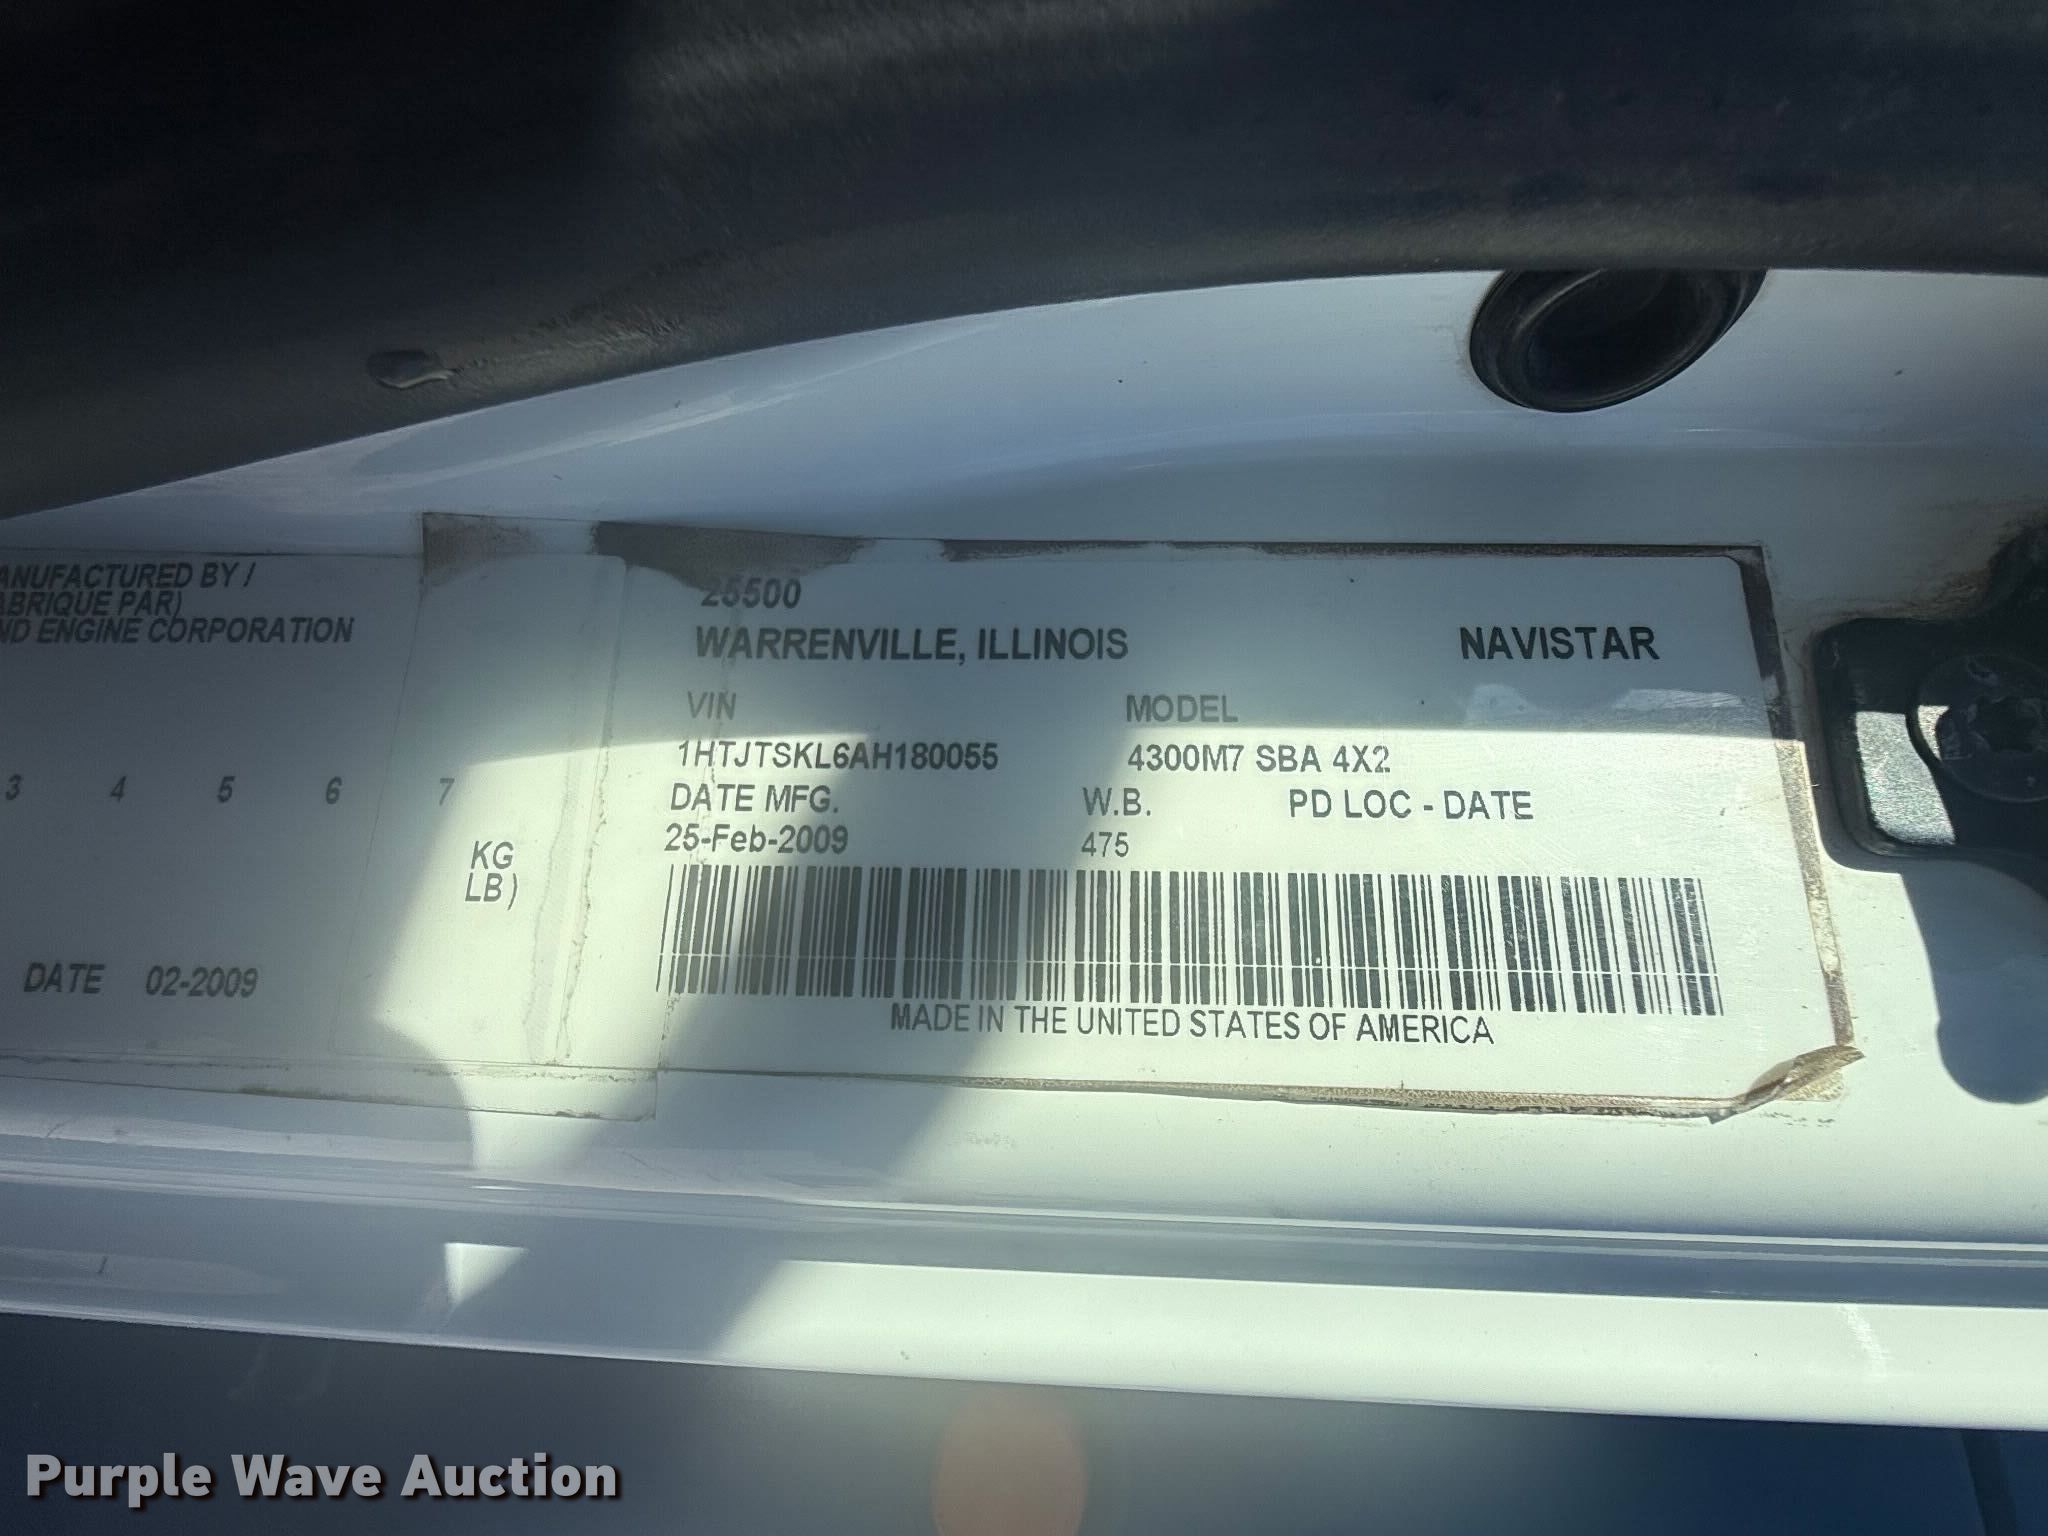 ANUFACTURED BY /
ABRIQUE PAR)
ND ENGINE CORPORATION
3 4 5 6 7
KG
LB)
DATE 02-2009
25500
WARRENVILLE, ILLINOIS NAVISTAR
VIN MODEL
1HTJTSKL6AH180055 4300M7 SBA 4X2
DATE MFG. W.B. PD LOC - DATE
25-Feb-2009 475
MADE IN THE UNITED STATES OF AMERICA
Purple Wave Auction